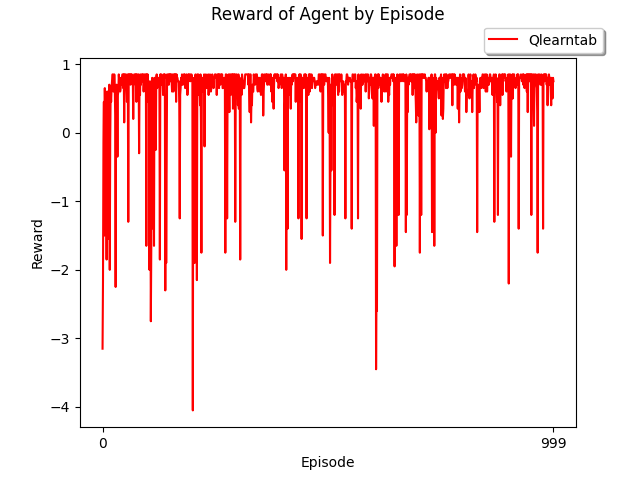 Reward of Agent by Episode
Qlearntab
1
0
−1
−2
−3
−4
Reward
0
999
Episode